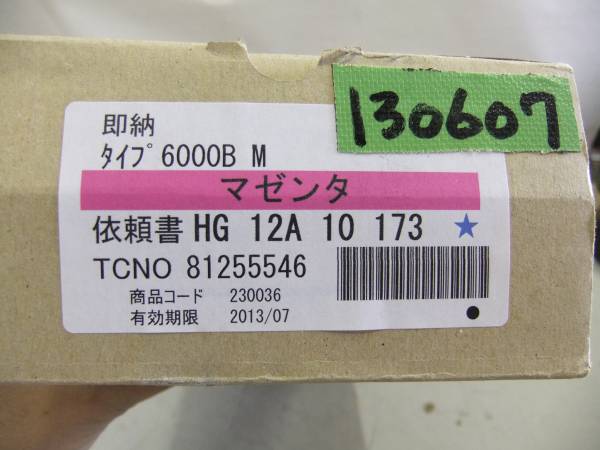 130607
即納
ﾀｲﾌﾟ 6000B M
マゼンタ
依頼書 HG 12A 10 173 ★
TCNO 81255546
商品コード 230036
有効期限 2013/07